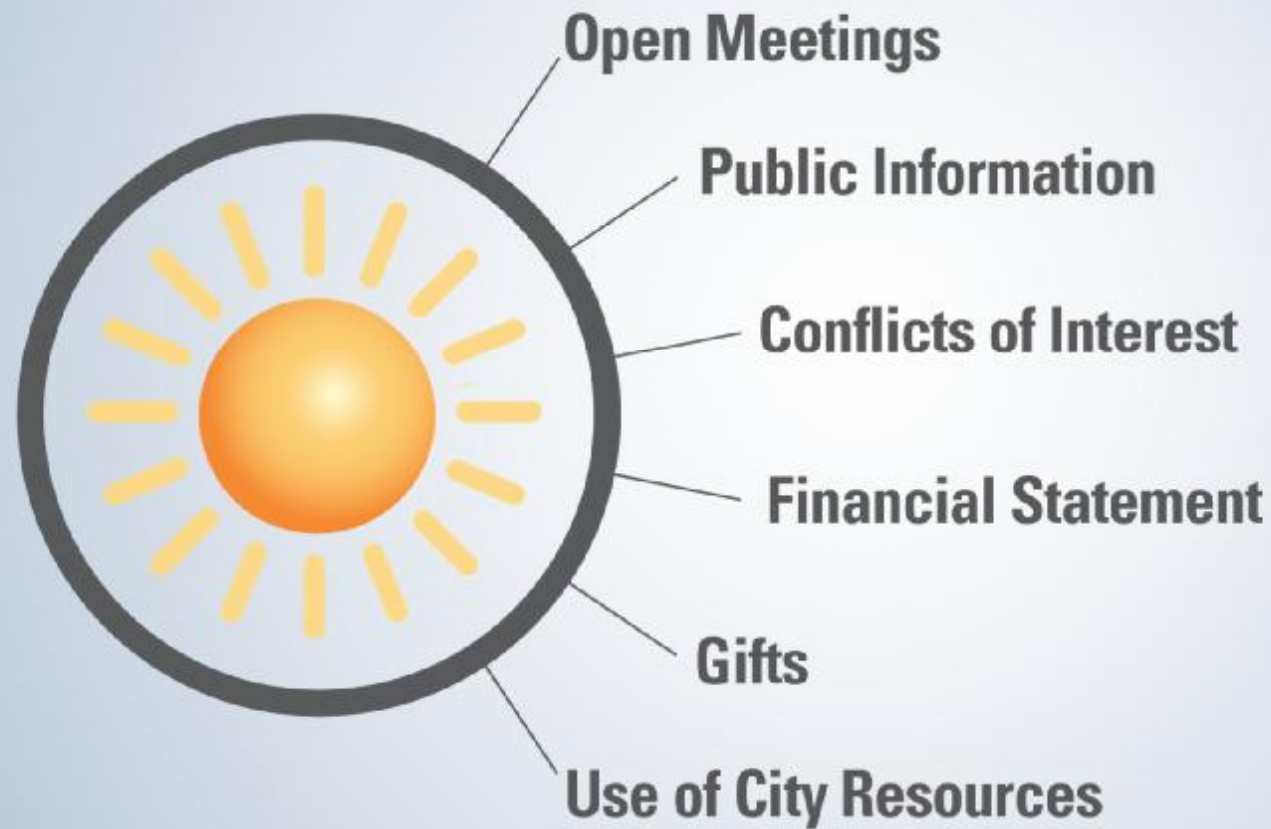 Open Meetings
Public Information
Conflicts of Interest
Financial Statement
Gifts
Use of City Resources